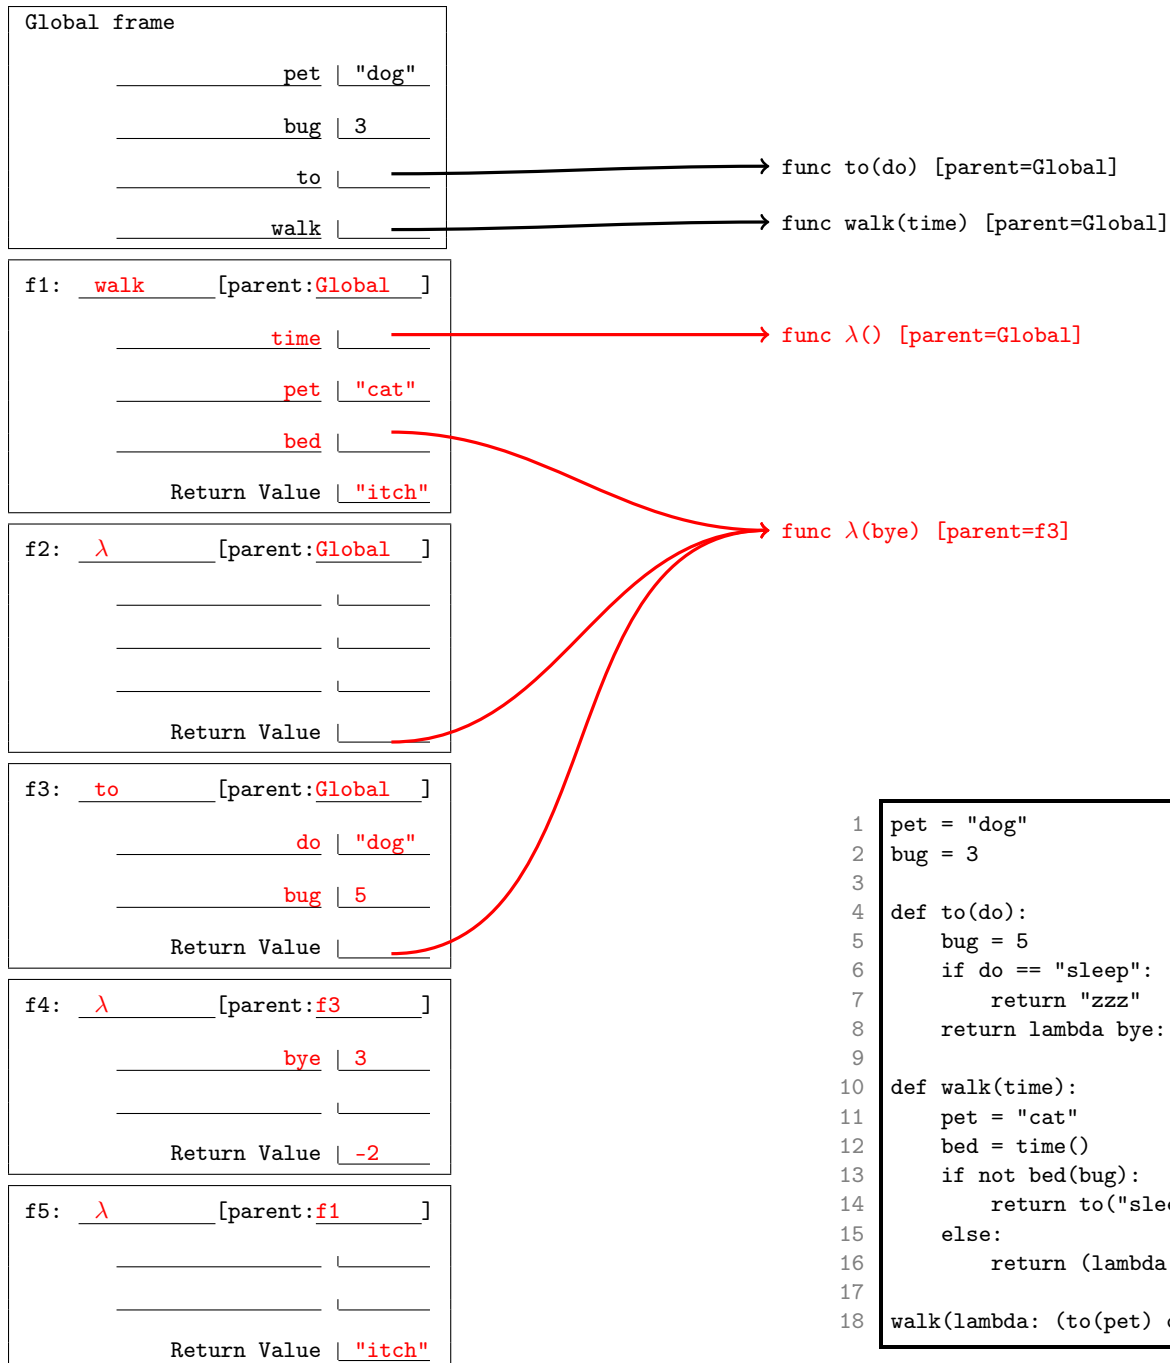 Global frame
pet "dog"
bug 3
to
func to(do) [parent=Global]
walk
func walk(time) [parent=Global]
f1: walk [parent:Global ]
time
func λ() [parent=Global]
pet "cat"
bed
Return Value "itch"
f2: λ [parent:Global ]
func λ(bye) [parent=f3]
Return Value
f3: to [parent:Global ]
do "dog"
bug 5
Return Value
f4: λ [parent:f3 ]
bye 3
Return Value -2
f5: λ [parent:f1 ]
Return Value "itch"
1 pet = "dog"
2 bug = 3
3
4 def to(do):
5 bug = 5
6 if do == "sleep":
7 return "zzz"
8 return lambda bye:
9
10 def walk(time):
11 pet = "cat"
12 bed = time()
13 if not bed(bug):
14 return to("slee
15 else:
16 return (lambda
17
18 walk(lambda: (to(pet)